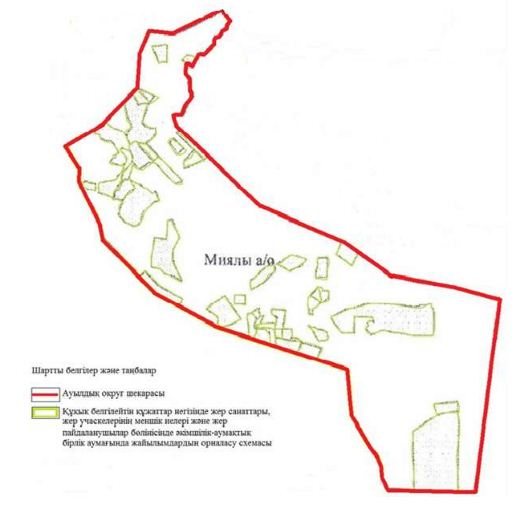 Миялы а/о
Шартты белгілер және таңбалар
Ауылдық округ шекарасы
Құқық белгілейтін құжаттар негізінде жер санаттары,
жер учаскелерінің меншік иелері және жер
пайдаланушылар бөлінісінде әкімшілік-аумақтық
бірлік аумағында жайылымдардың орналасу схемасы